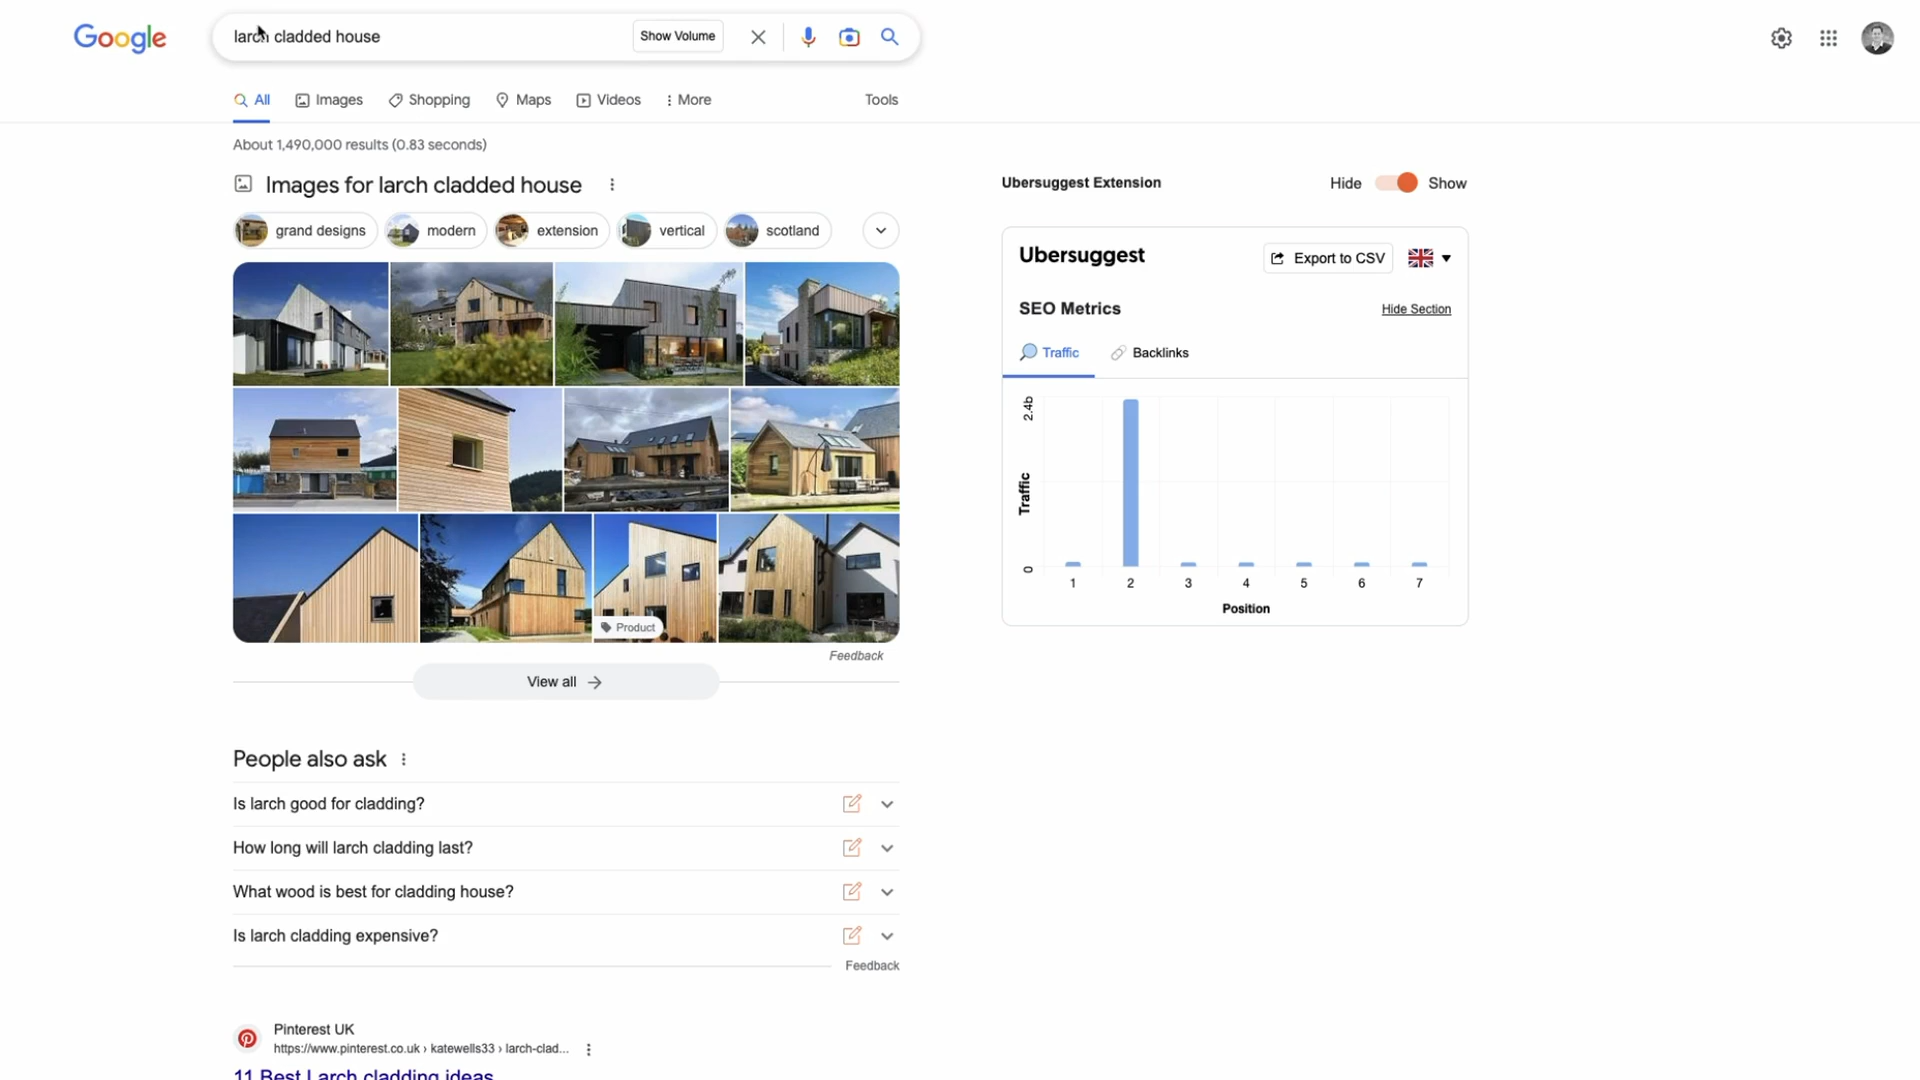 Google
larch cladded house
Show Volume
All
Images
Shopping
Maps
Videos
More
Tools
About 1,490,000 results (0.83 seconds)
Images for larch cladded house
grand designs
modern
extension
vertical
scotland
Product
Feedback
View all
People also ask
Is larch good for cladding?
How long will larch cladding last?
What wood is best for cladding house?
Is larch cladding expensive?
Feedback
Pinterest UK
https://www.pinterest.co.uk › katewells33 › larch-clad...
11 Best Larch cladding ideas
Ubersuggest Extension
Hide
Show
Ubersuggest
Export to CSV
SEO Metrics
Hide Section
Traffic
Backlinks
2.4b
Traffic
0
1 2 3 4 5 6 7
Position